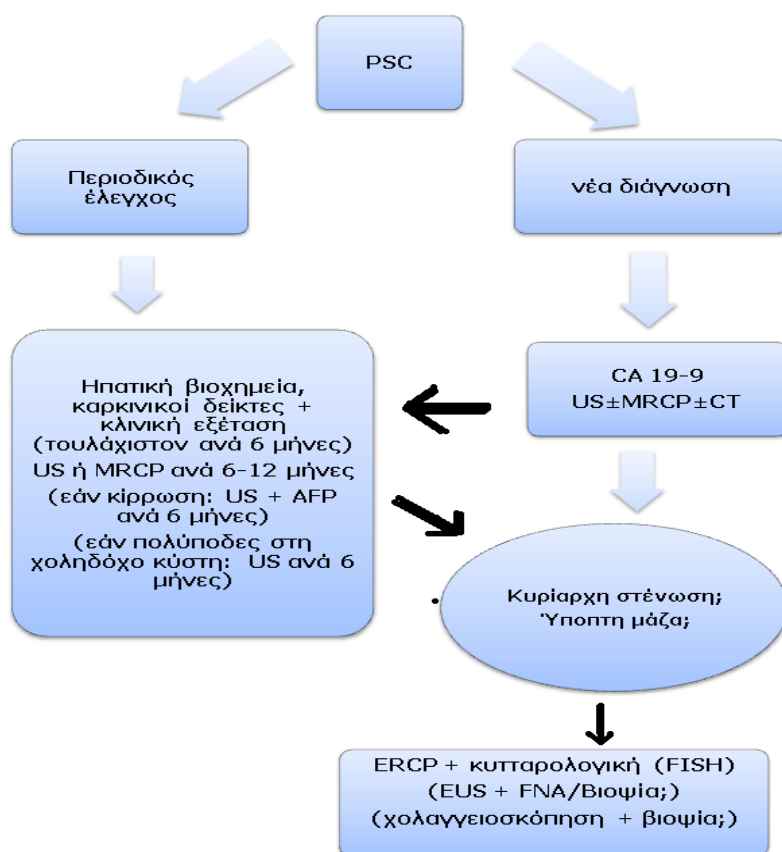 PSC
Περιοδικός
έλεγχος
νέα διάγνωση
Ηπατική βιοχημεία,
καρκινικοί δείκτες +
κλινική εξέταση
(τουλάχιστον ανά 6 μήνες)
US ή MRCP ανά 6-12 μήνες
(εάν κίρρωση: US + AFP
ανά 6 μήνες)
(εάν πολύποδες στη
χοληδόχο κύστη: US ανά 6
μήνες)
CA 19-9
US±MRCP±CT
Κυρίαρχη στένωση;
Ύποπτη μάζα;
ERCP + κυτταρολογική (FISH)
(EUS + FNA/Βιοψία;)
(χολαγγειοσκόπηση + βιοψία;)